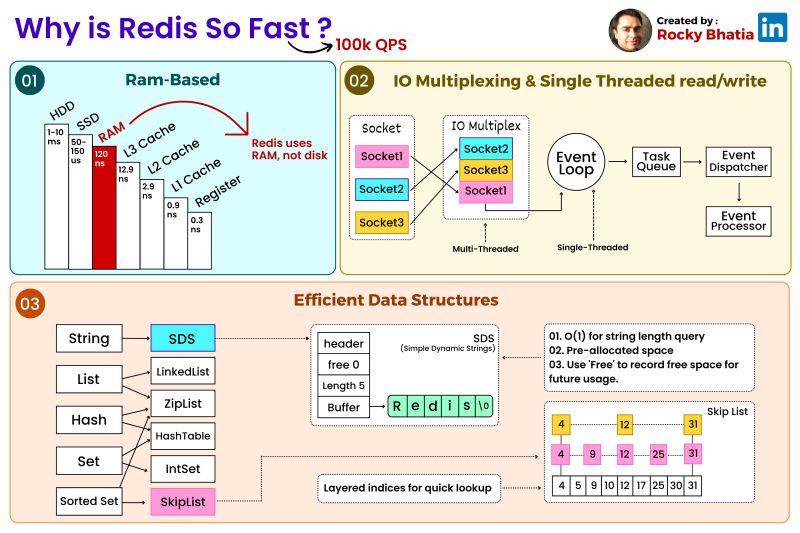 Why is Redis So Fast ?
100k QPS
Created by :
Rocky Bhatia
in
01
Ram-Based
HDD
SSD
RAM
L3 Cache
L2 Cache
L1 Cache
Register
1-10
ms
50-
150
us
120
ns
12.9
ns
2.9
ns
0.9
ns
0.3
ns
Redis uses
RAM, not disk
02
IO Multiplexing & Single Threaded read/write
Socket
Socket1
Socket2
Socket3
IO Multiplex
Socket2
Socket3
Socket1
Multi-Threaded
Event
Loop
Single-Threaded
Task
Queue
Event
Dispatcher
Event
Processor
03
Efficient Data Structures
String
List
Hash
Set
Sorted Set
SDS
LinkedList
ZipList
HashTable
IntSet
SkipList
header
free 0
Length 5
Buffer
SDS
(Simple Dynamic Strings)
R e d i s \0
01. O(1) for string length query
02. Pre-allocated space
03. Use 'Free' to record free space for
future usage.
Skip List
4 12 31
4 9 12 25 31
4 5 9 10 12 17 25 30 31
Layered indices for quick lookup